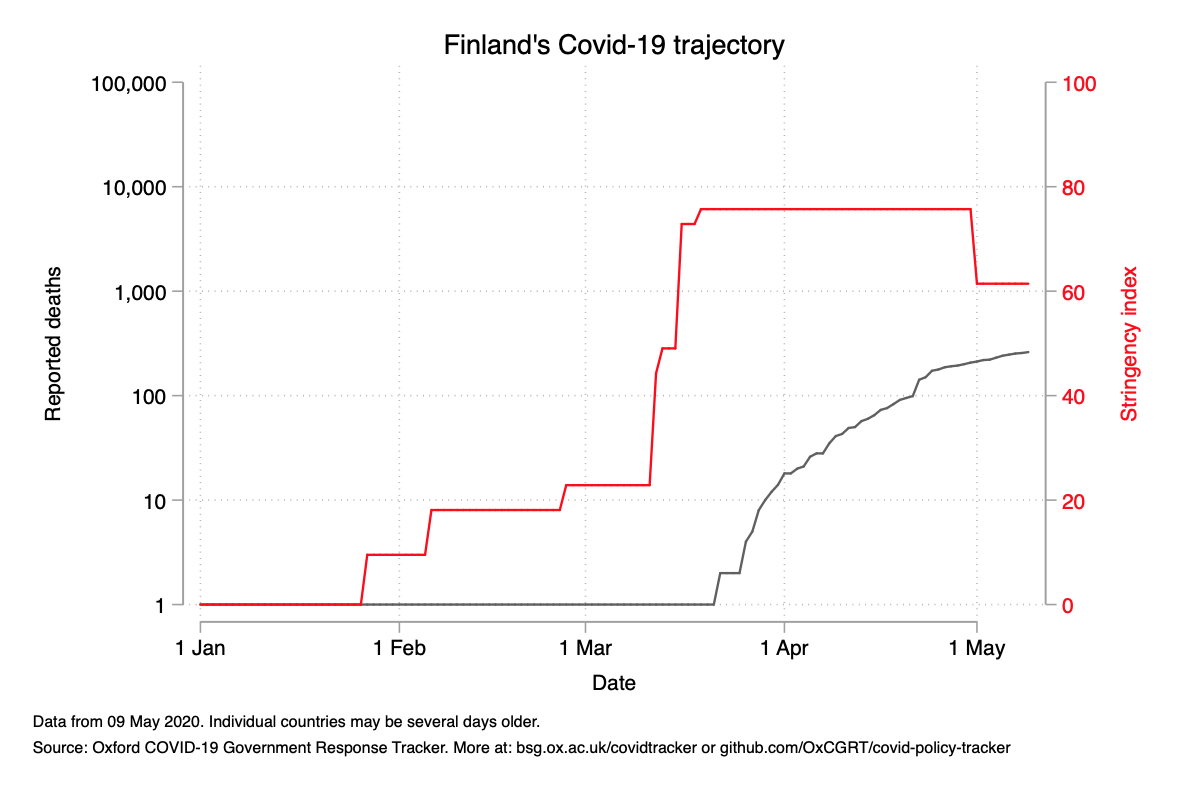 Finland's Covid-19 trajectory
100,000
10,000
1,000
100
10
1
Reported deaths
100
80
60
40
20
0
Stringency index
1 Jan
1 Feb
1 Mar
1 Apr
1 May
Date
Data from 09 May 2020. Individual countries may be several days older.
Source: Oxford COVID-19 Government Response Tracker. More at: bsg.ox.ac.uk/covidtracker or github.com/OxCGRT/covid-policy-tracker